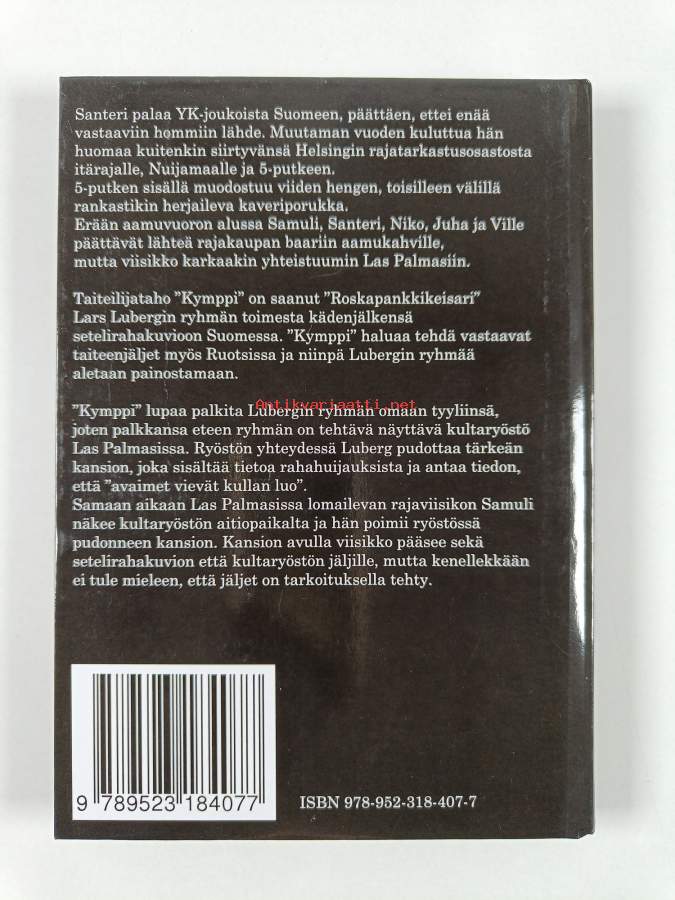 Santeri palaa YK-joukoista Suomeen, päättäen, ettei enää
vastaaviin hommiin lähde. Muutaman vuoden kuluttua hän
huomaa kuitenkin siirtyvänsä Helsingin rajatarkastusosastosta
itärajalle, Nuijamaalle ja 5-putkeen.
5-putken sisällä muodostuu viiden hengen, toisilleen välillä
rankastikin herjaileva kaveriporukka.
Erään aamuvuoron alussa Samuli, Santeri, Niko, Juha ja Ville
päättävät lähteä rajakaupan baariin aamukahville,
mutta viisikko karkaakin yhteistuumin Las Palmasiin.
Taiteilijataho "Kymppi" on saanut "Roskapankkikeisari"
Lars Lubergin ryhmän toimesta kädenjälkensä
setelirahakuvioon Suomessa. "Kymppi" haluaa tehdä vastaavat
taiteenjäljet myös Ruotsissa ja niinpä Lubergin ryhmää
aletaan painostamaan.
Antikvariaatti.net
"Kymppi" lupaa palkita Lubergin ryhmän omaan tyyliinsä,
joten palkkansa eteen ryhmän on tehtävä näyttävä kultaryöstö
Las Palmasissa. Ryöstön yhteydessä Luberg pudottaa tärkeän
kansion, joka sisältää tietoa rahahuijauksista ja antaa tiedon,
että "avaimet vievät kullan luo".
Samaan aikaan Las Palmasissa lomailevan rajaviisikon Samuli
näkee kultaryöstön aitiopaikalta ja hän poimii ryöstössä
pudonneen kansion. Kansion avulla viisikko pääsee sekä
setelirahakuvion että kultaryöstön jäljille, mutta kenellekkään
ei tule mieleen, että jäljet on tarkoituksella tehty.
9 789523 184077
ISBN 978-952-318-407-7